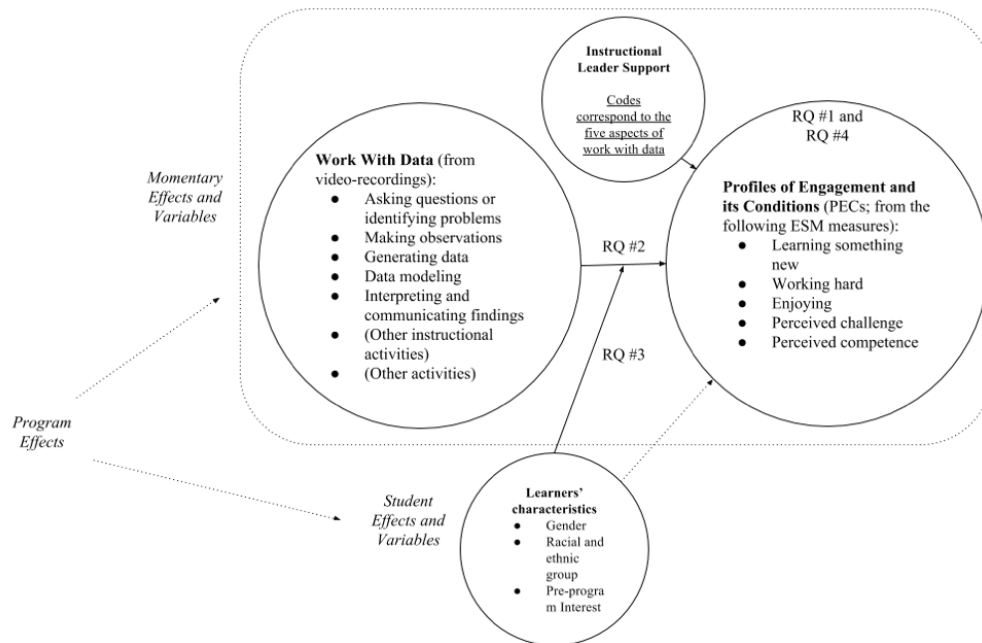 Instructional
Leader Support
Codes
correspond to the
five aspects of
work with data
RQ #1 and
RQ #4
Momentary
Effects and
Variables
Work With Data (from
video-recordings):
● Asking questions or
identifying problems
● Making observations
● Generating data
● Data modeling
● Interpreting and
communicating findings
● (Other instructional
activities)
● (Other activities)
RQ #2
RQ #3
Profiles of Engagement and
its Conditions (PECs; from the
following ESM measures):
● Learning something
new
● Working hard
● Enjoying
● Perceived challenge
● Perceived competence
Program
Effects
Student
Effects and
Variables
Learners'
characteristics
● Gender
● Racial and
ethnic
group
● Pre-progra
m Interest